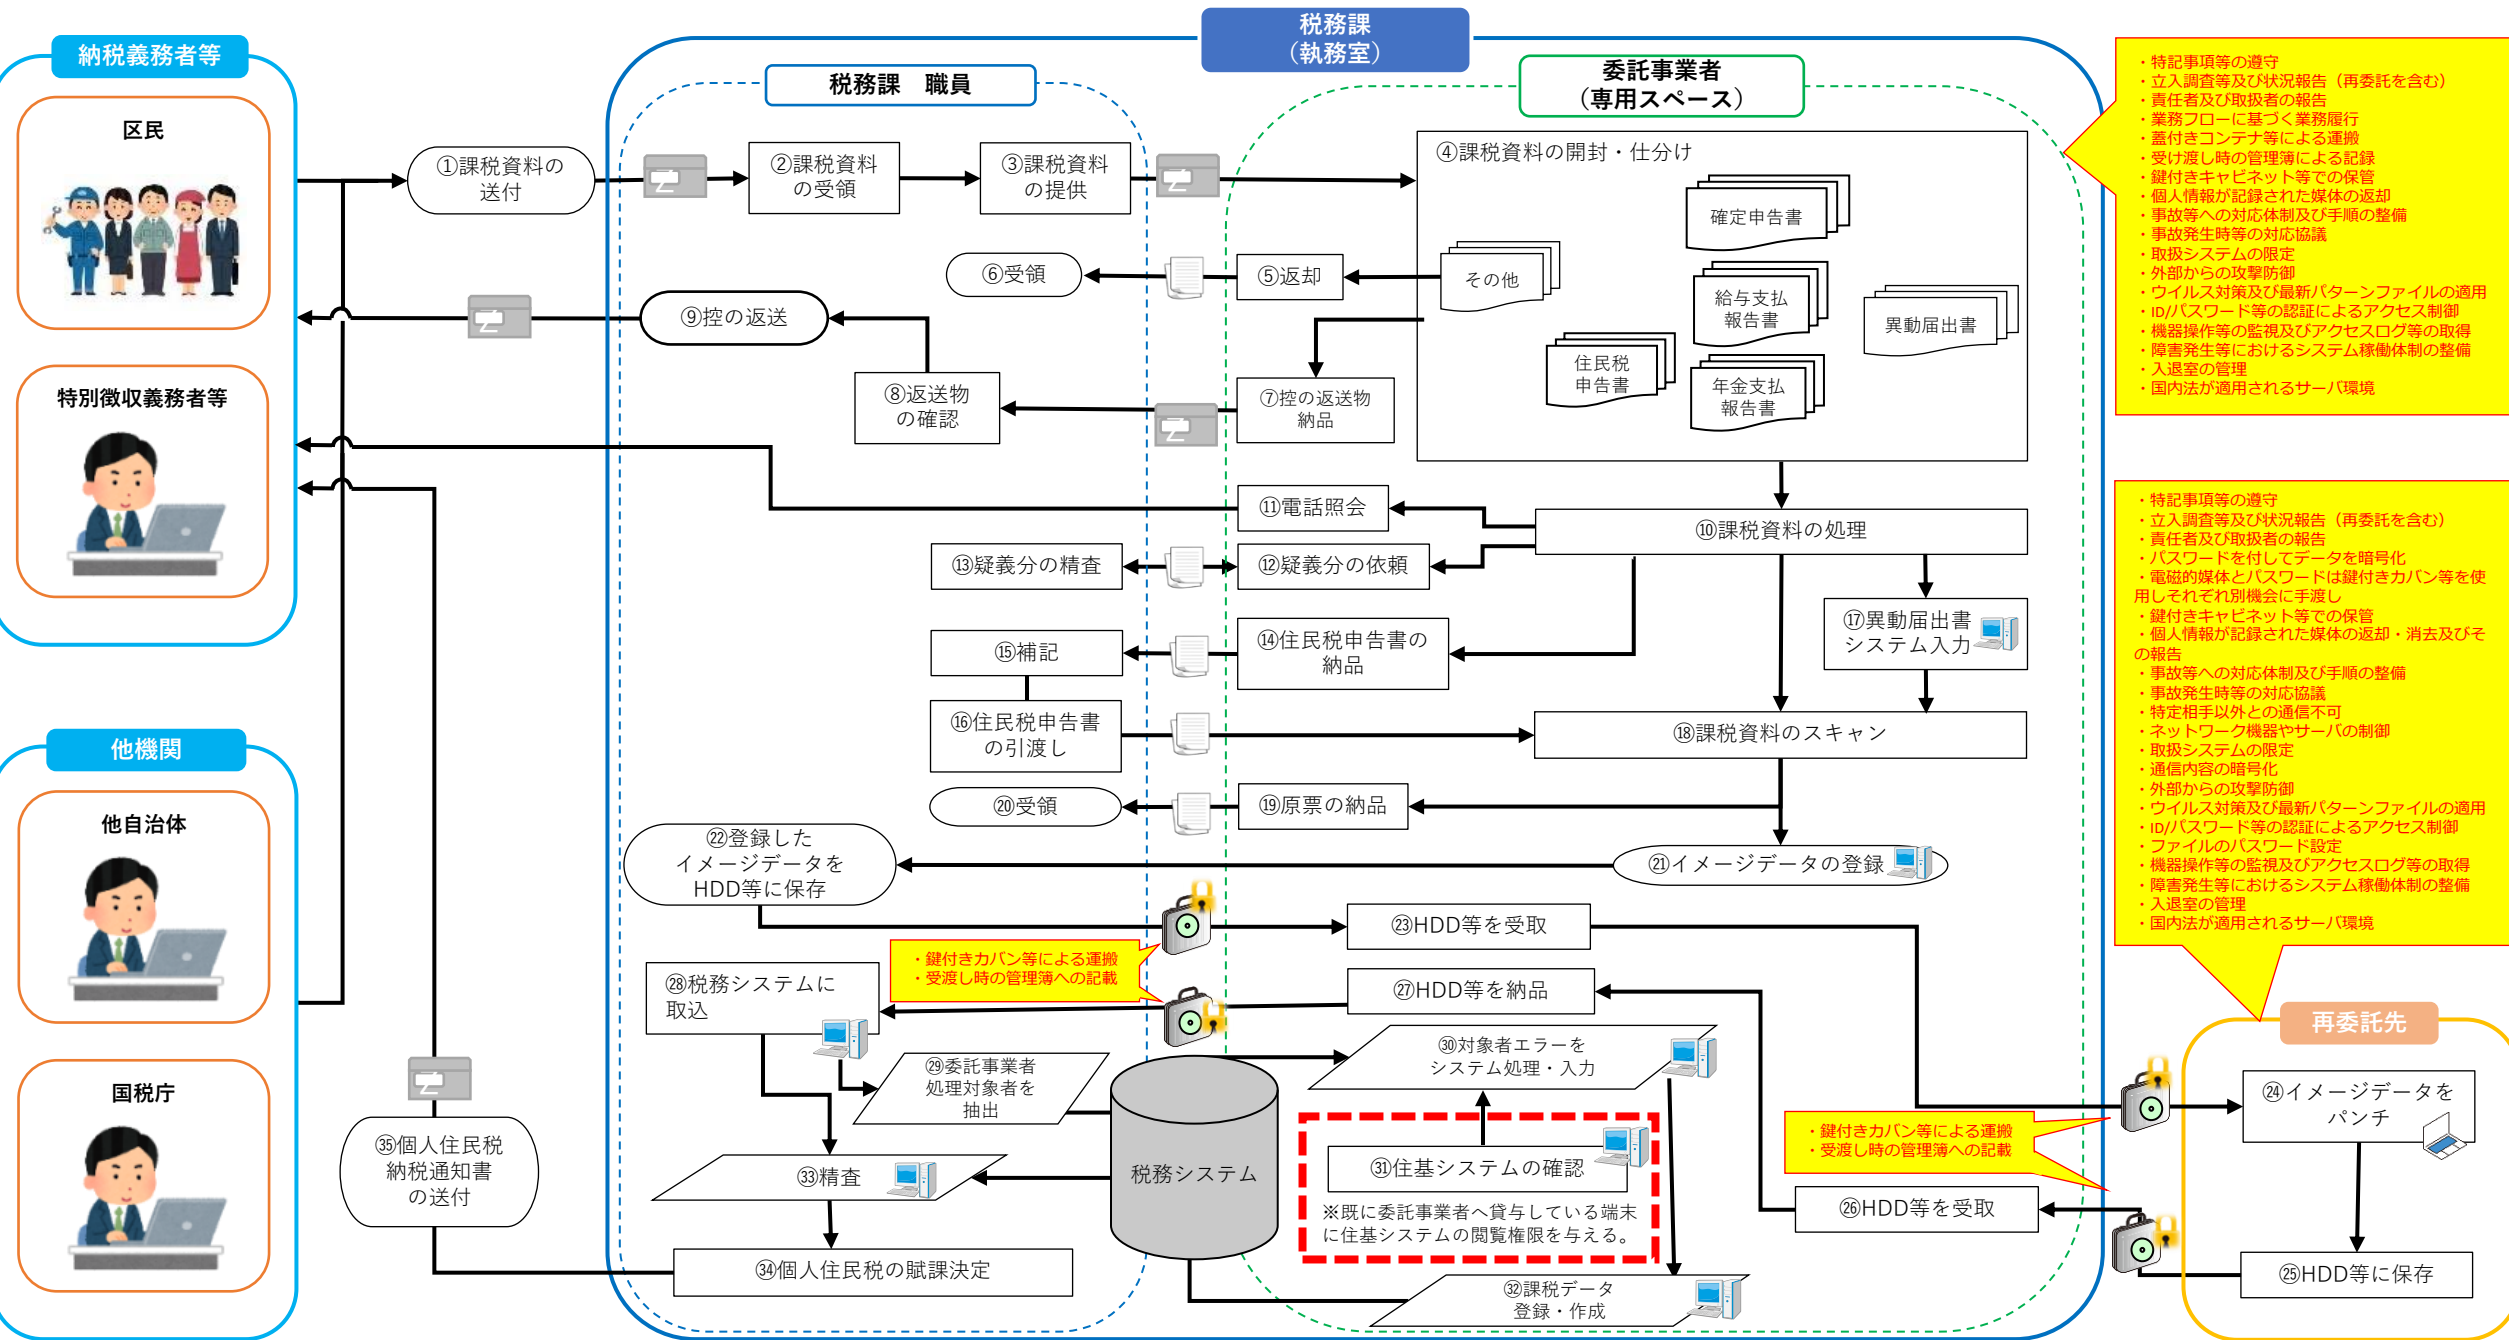 税務課
（執務室）
納税義務者等
区民
特別徴収義務者等
他機関
他自治体
国税庁
税務課　職員
委託事業者
（専用スペース）
①課税資料の
送付
②課税資料
の受領
③課税資料
の提供
④課税資料の開封・仕分け
確定申告書
その他
給与支払
報告書
異動届出書
住民税
申告書
年金支払
報告書
⑤返却
⑥受領
⑦控の返送物
納品
⑧返送物
の確認
⑨控の返送
⑩課税資料の処理
⑪電話照会
⑫疑義分の依頼
⑬疑義分の精査
⑭住民税申告書の
納品
⑮補記
⑯住民税申告書
の引渡し
⑰異動届出書
システム入力
⑱課税資料のスキャン
⑲原票の納品
⑳受領
㉑イメージデータの登録
㉒登録した
イメージデータを
HDD等に保存
㉓HDD等を受取
・鍵付きカバン等による運搬
・受渡し時の管理簿への記載
㉗HDD等を納品
㉘税務システムに
取込
㉙委託事業者
処理対象者を
抽出
㉚対象者エラーを
システム処理・入力
税務システム
㉛住基システムの確認
※既に委託事業者へ貸与している端末
に住基システムの閲覧権限を与える。
㉜課税データ
登録・作成
㉝精査
㉞個人住民税の賦課決定
㉟個人住民税
納税通知書
の送付
・特記事項等の遵守
・立入調査等及び状況報告（再委託を含む）
・責任者及び取扱者の報告
・業務フローに基づく業務履行
・蓋付きコンテナ等による運搬
・受け渡し時の管理簿による記録
・鍵付きキャビネット等での保管
・個人情報が記録された媒体の返却
・事故等への対応体制及び手順の整備
・事故発生時等の対応協議
・取扱システムの限定
・外部からの攻撃防御
・ウイルス対策及び最新パターンファイルの適用
・ID/パスワード等の認証によるアクセス制御
・機器操作等の監視及びアクセスログ等の取得
・障害発生等におけるシステム稼働体制の整備
・入退室の管理
・国内法が適用されるサーバ環境
・特記事項等の遵守
・立入調査等及び状況報告（再委託を含む）
・責任者及び取扱者の報告
・パスワードを付してデータを暗号化
・電磁的媒体とパスワードは鍵付きカバン等を使
用しそれぞれ別機会に手渡し
・鍵付きキャビネット等での保管
・個人情報が記録された媒体の返却・消去及びそ
の報告
・事故等への対応体制及び手順の整備
・事故発生時等の対応協議
・特定相手以外との通信不可
・ネットワーク機器やサーバの制御
・取扱システムの限定
・通信内容の暗号化
・外部からの攻撃防御
・ウイルス対策及び最新パターンファイルの適用
・ID/パスワード等の認証によるアクセス制御
・ファイルのパスワード設定
・機器操作等の監視及びアクセスログ等の取得
・障害発生等におけるシステム稼働体制の整備
・入退室の管理
・国内法が適用されるサーバ環境
再委託先
㉔イメージデータを
パンチ
・鍵付きカバン等による運搬
・受渡し時の管理簿への記載
㉖HDD等を受取
㉕HDD等に保存